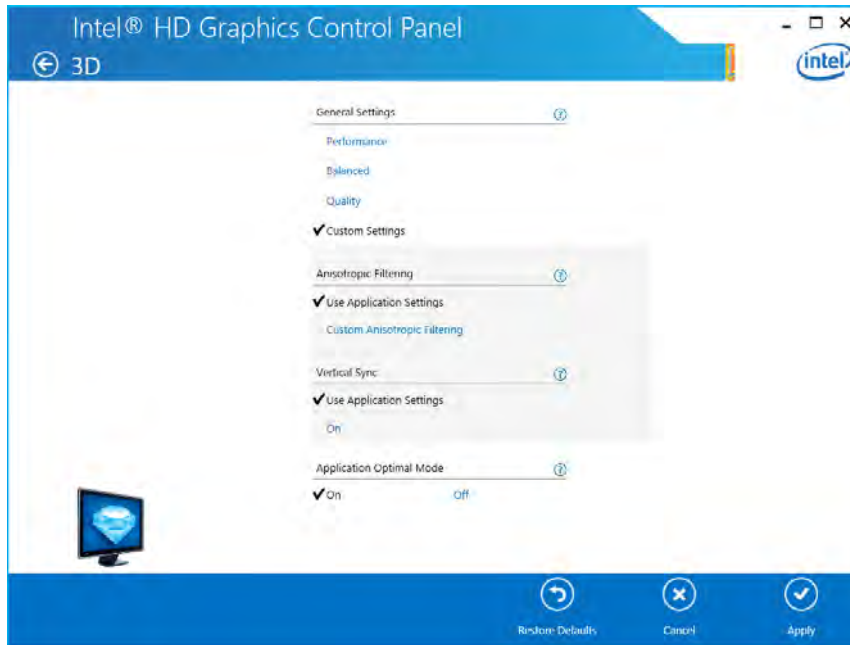 Intel® HD Graphics Control Panel
3D
intel
General Settings
Performance
Balanced
Quality
✔Custom Settings
Anisotropic Filtering
✔Use Application Settings
Custom Anisotropic Filtering
Vertical Sync
✔Use Application Settings
On
Application Optimal Mode
✔On Off
Restore Defaults Cancel Apply